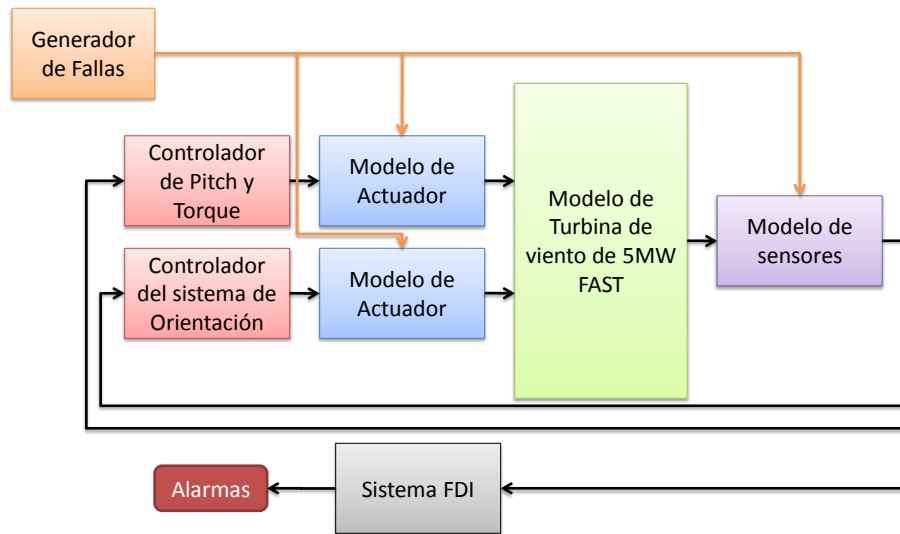 Generador
de Fallas
Controlador
de Pitch y
Torque
Modelo de
Actuador
Controlador
del sistema de
Orientación
Modelo de
Actuador
Modelo de
Turbina de
viento de 5MW
FAST
Modelo de
sensores
Alarmas
Sistema FDI